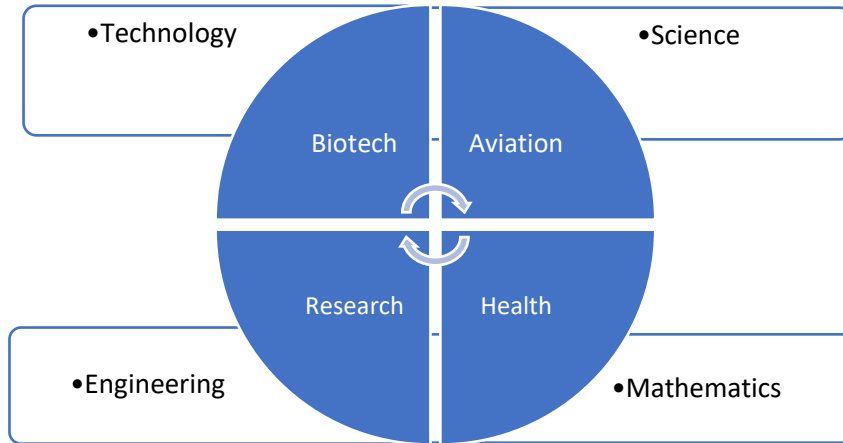 •Technology
•Science
Biotech
Aviation
Research
Health
•Engineering
•Mathematics